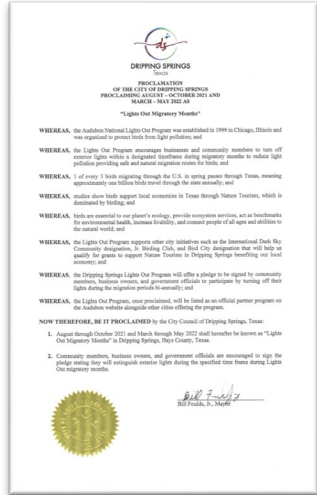 ds
DRIPPING SPRINGS
Texas
PROCLAMATION
OF THE CITY OF DRIPPING SPRINGS
PROCLAIMING AUGUST – OCTOBER 2021 AND
MARCH – MAY 2022 AS
"Lights Out Migratory Months"
WHEREAS, the Audubon National Lights Out Program was established in 1999 in Chicago, Illinois and
was organized to protect birds from light pollution; and
WHEREAS, the Lights Out Program encourages businesses and community members to turn off
exterior lights within a designated timeframe during migratory months to reduce light
pollution providing safe and natural migration routes for birds; and
WHEREAS, 1 of every 3 birds migrating through the U.S. in spring passes through Texas, meaning
approximately one billion birds travel through the state annually; and
WHEREAS, studies show birds support local economies in Texas through Nature Tourism, which is
dominated by birding; and
WHEREAS, birds are essential to our planet's ecology, provide ecosystem services, act as benchmarks
for environmental health, increase livability, and connect people of all ages and abilities to
the natural world; and
WHEREAS, the Lights Out Program supports other city initiatives such as the International Dark Sky
Community designation, Jr. Birding Club, and Bird City designation that will help us
qualify for grants to support Nature Tourism in Dripping Springs benefiting our local
economy; and
WHEREAS, the Dripping Springs Lights Out Program will offer a pledge to be signed by community
members, business owners, and government officials to participate by turning off their
lights during the migration periods bi-annually; and
WHEREAS, the Lights Out Program, once proclaimed, will be listed as an official partner program on
the Audubon website alongside other cities offering the program.
NOW THEREFORE, BE IT PROCLAIMED by the City Council of Dripping Springs, Texas:
1. August through October 2021 and March through May 2022 shall hereafter be known as "Lights
Out Migratory Months" in Dripping Springs, Hays County, Texas.
2. Community members, business owners, and government officials are encouraged to sign the
pledge stating they will extinguish exterior lights during the specified time frame during Lights
Out migratory months.
Bill Foulds, Jr., Mayor